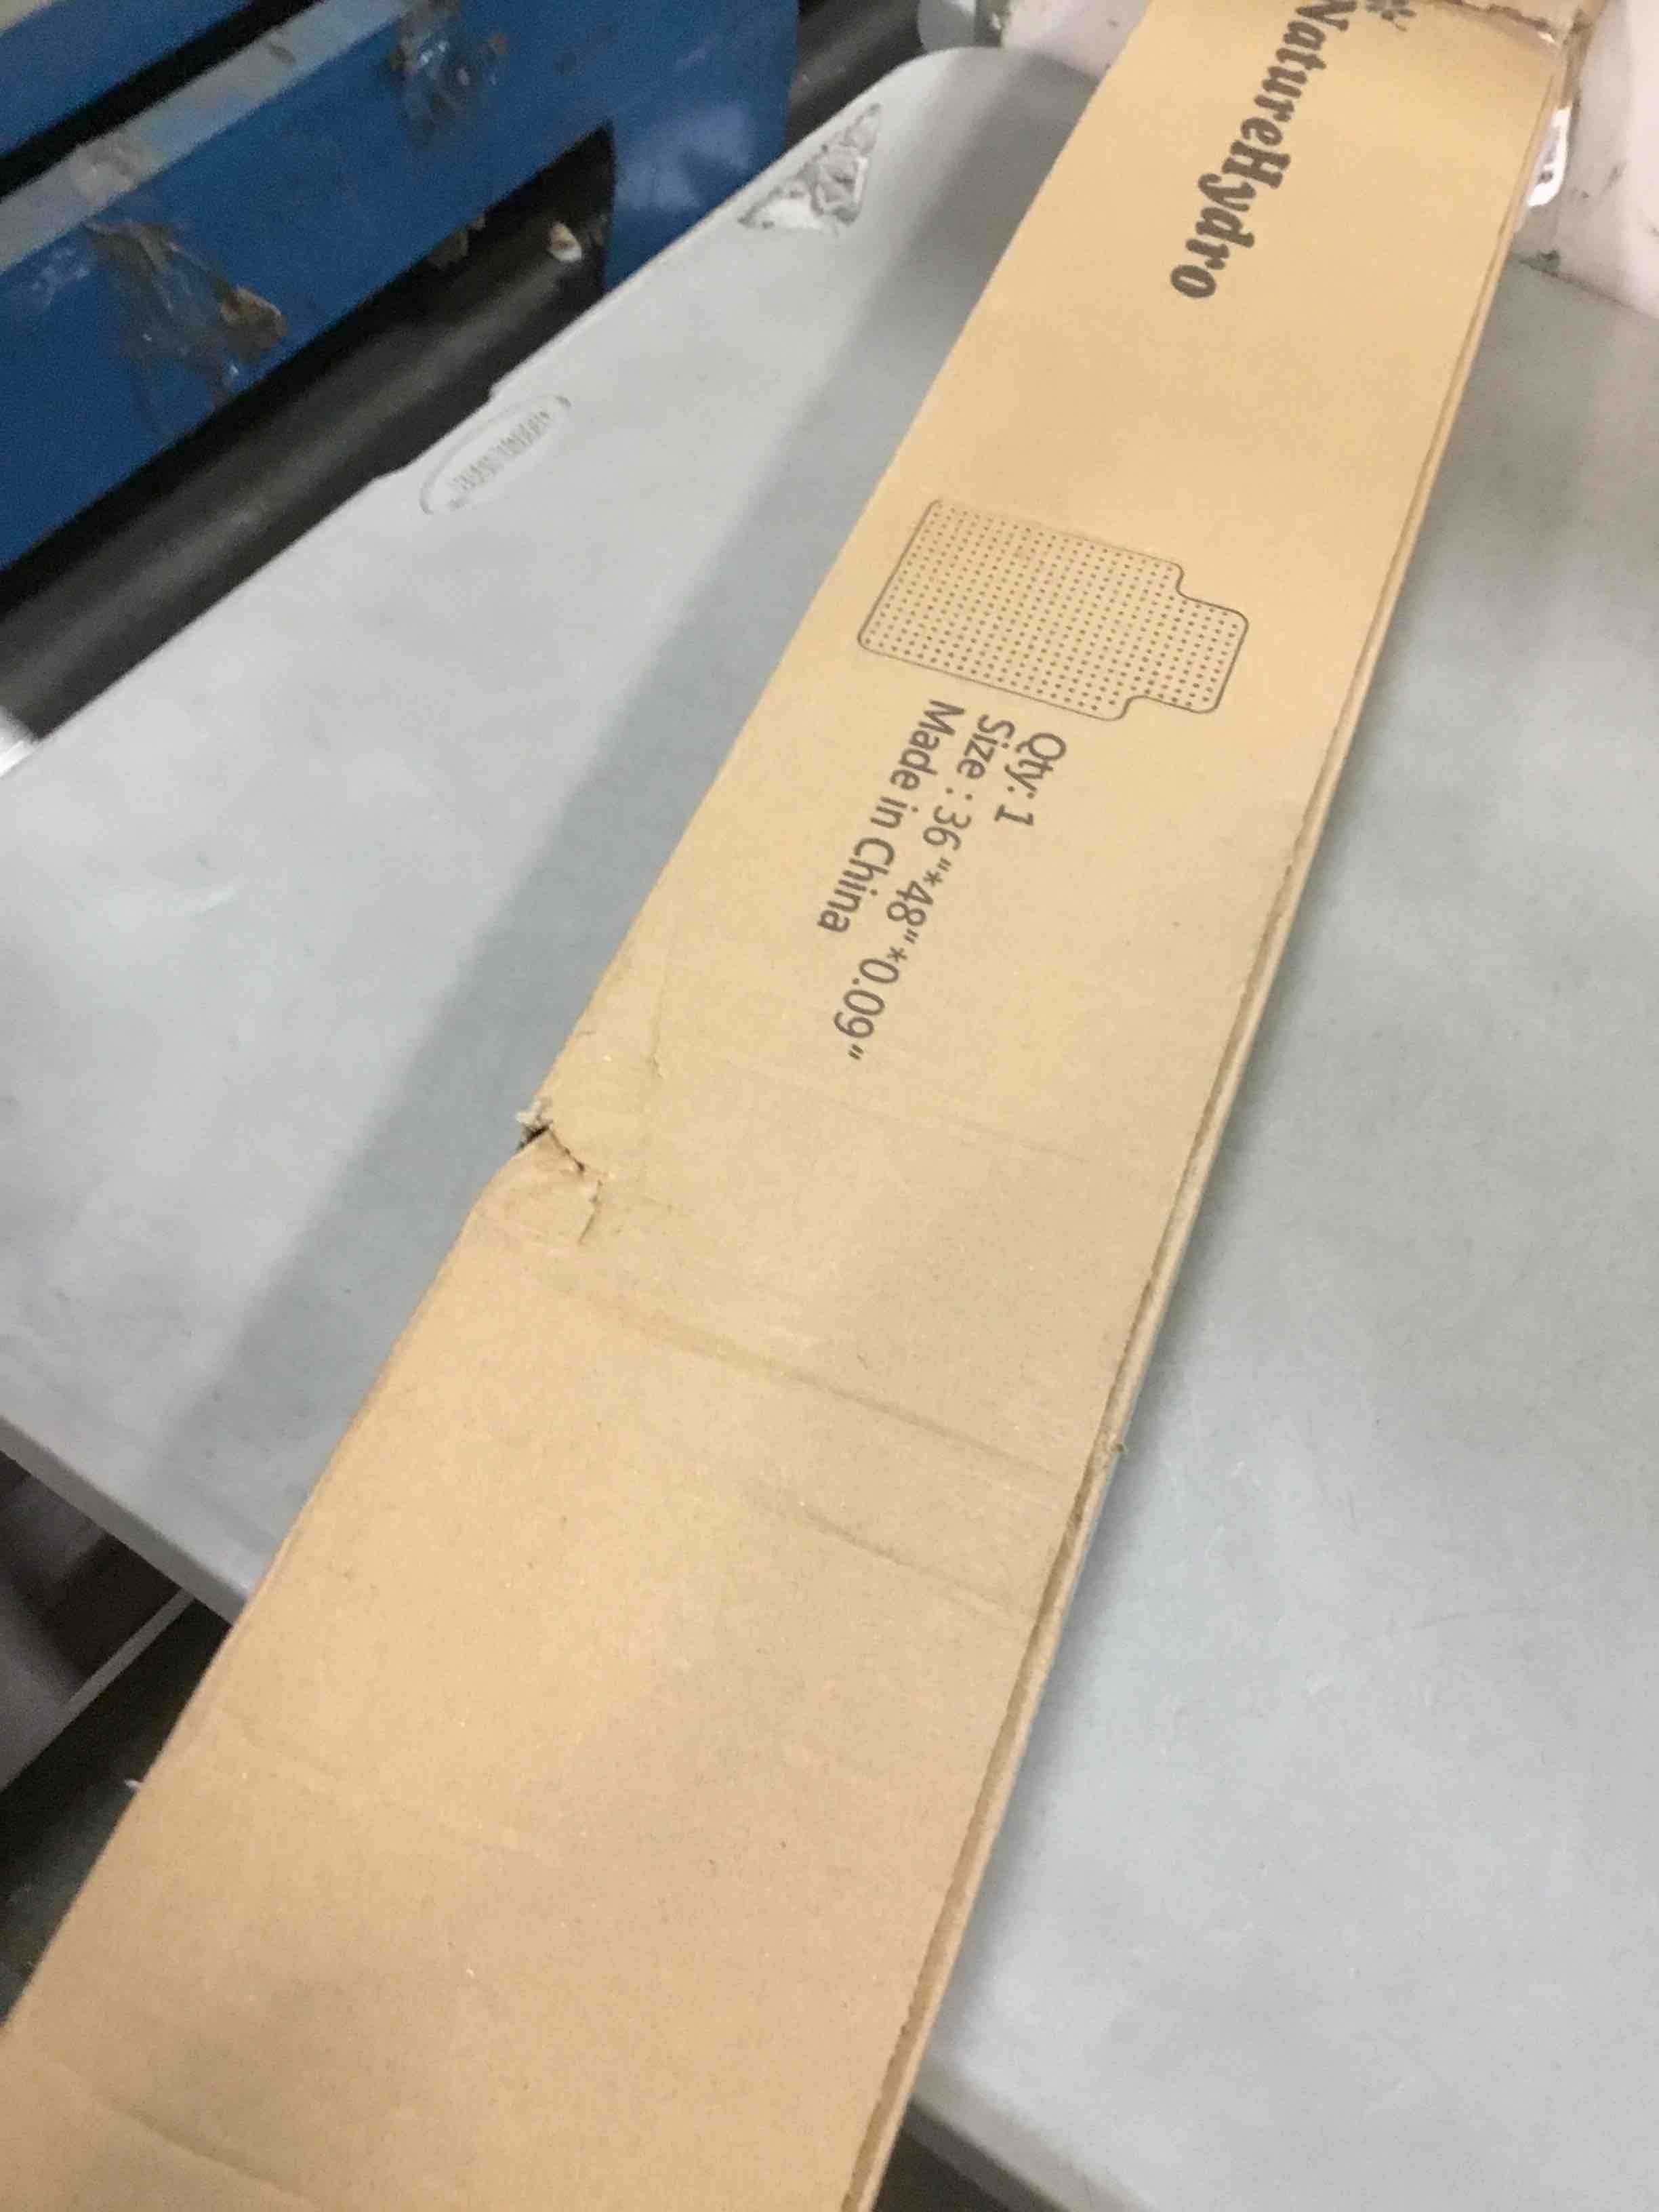 NatureHydro
Qty: 1
Size : 36"*48"*0.09"
Made in China